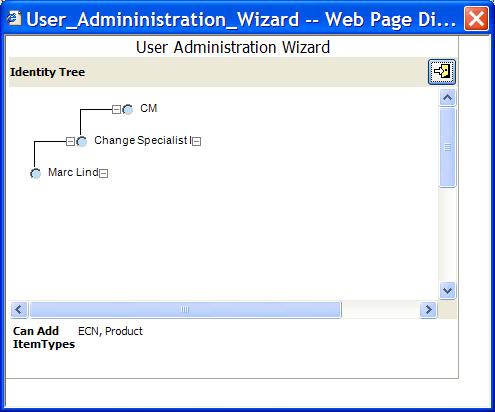 User_Admininistration_Wizard -- Web Page Di...
User Administration Wizard
Identity Tree
CM
Change Specialist I
Marc Lind
Can Add ECN, Product
ItemTypes